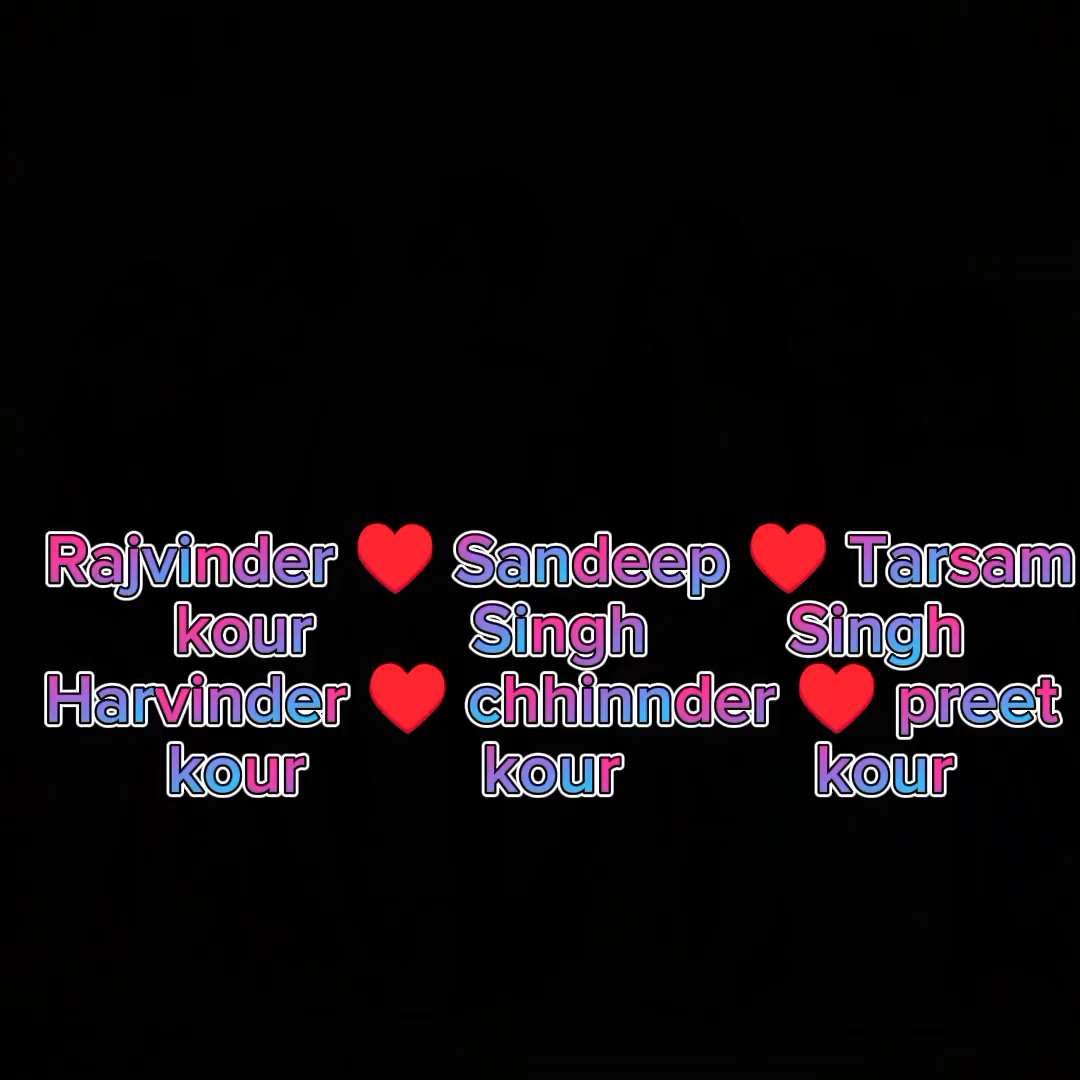 Rajvinder ❤️ Sandeep ❤️ Tarsam
kour Singh Singh
Harvinder ❤️ chhinnder ❤️ preet
kour kour kour